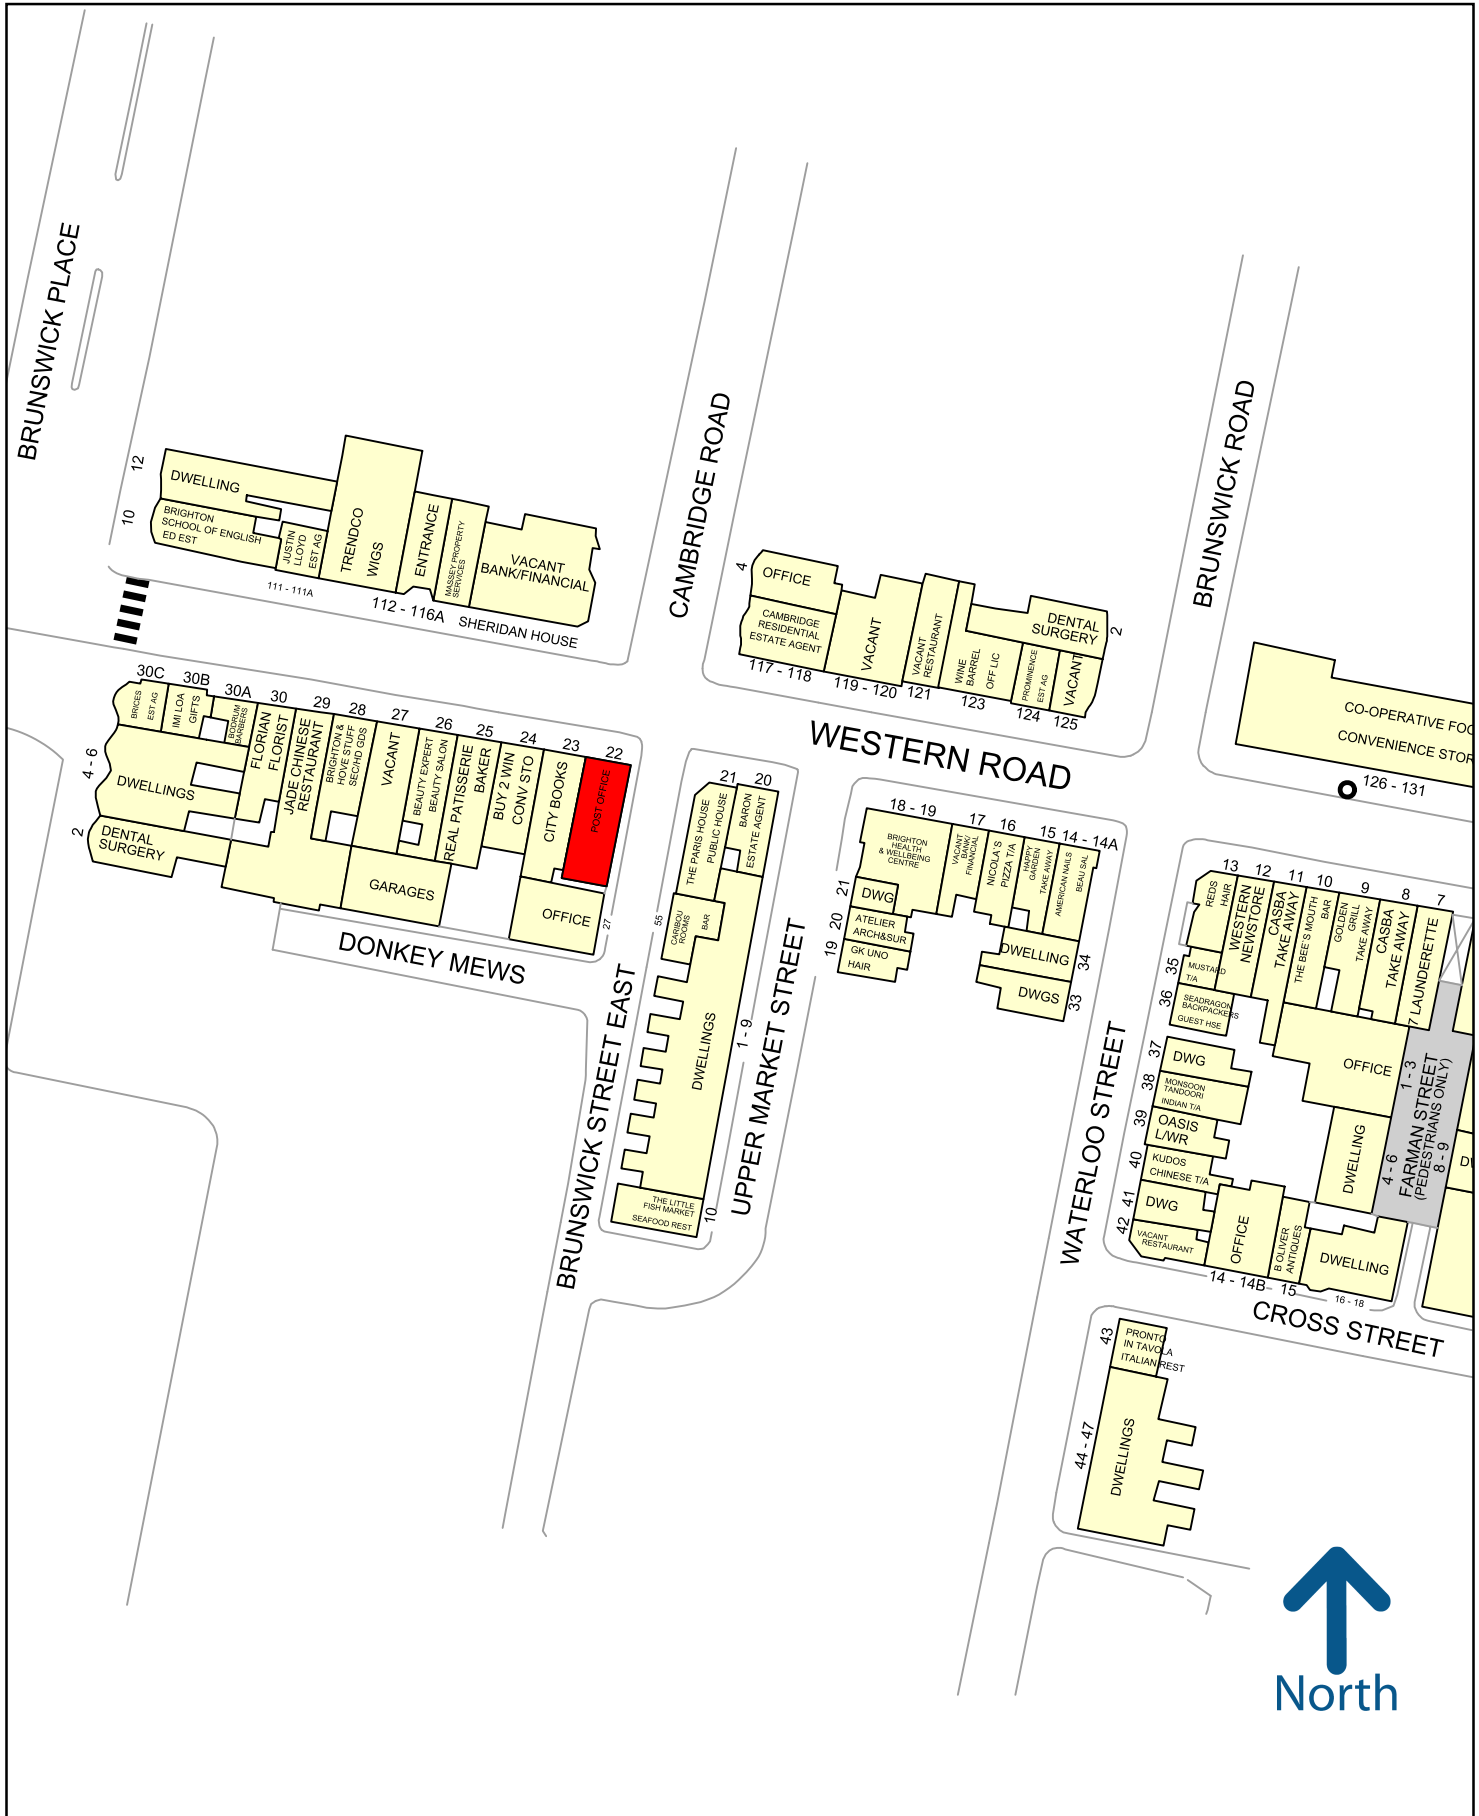 BRUNSWICK PLACE
CAMBRIDGE ROAD
BRUNSWICK ROAD
12
DWELLING
10
BRIGHTON
SCHOOL OF ENGLISH
ED EST
JUSTIN
LLOYD
EST AG
111 - 111A
TRENDCO
WIGS
ENTRANCE
MASSEY PROPERTY
SERVICES
VACANT
BANK/FINANCIAL
112 - 116A
SHERIDAN HOUSE
4
OFFICE
CAMBRIDGE
RESIDENTIAL
ESTATE AGENT
117 - 118
VACANT
119 - 120
VACANT
RESTAURANT
121
WINE
BARREL
OFF LIC
123
DENTAL
SURGERY
2
PROMINENCE
EST AG
124
VACANT
125
WESTERN ROAD
CO-OPERATIVE FOO
CONVENIENCE STOR
126 - 131
30C
BRICES
EST AG
30B
IMI LOA
GIFTS
30A
BODRUM
BARBERS
30
FLORIAN
FLORIST
29
JADE CHINESE
RESTAURANT
28
BRIGHTON &
HOVE STUFF
SEC/H D GDS
27
VACANT
26
BEAUTY EXPERT
BEAUTY SALON
25
REAL PATISSERIE
BAKER
24
BUY 2 WIN
CONV STO
23
CITY BOOKS
22
POST OFFICE
4 - 6
DWELLINGS
2
DENTAL
SURGERY
GARAGES
OFFICE
27
DONKEY MEWS
21
THE PARIS HOUSE
PUBLIC HOUSE
20
BARON
ESTATE AGENT
55
CARIBOU
ROOMS
BAR
DWELLINGS
1 - 9
THE LITTLE
FISH MARKET
SEAFOOD REST
10
BRUNSWICK STREET EAST
UPPER MARKET STREET
18 - 19
BRIGHTON
HEALTH
& WELLBEING
CENTRE
17
VACANT
BANK/
FINANCIAL
16
NICOLA'S
PIZZA T/A
15
HAPPY
GARDEN
TAKE AWAY
14 - 14A
AMERICAN NAILS
BEAU SAL
21
DWG
20
ATELIER
ARCH&SUR
19
GK UNO
HAIR
DWELLING
34
DWGS
33
WATERLOO STREET
13
REDS
HAIR
12
WESTERN
NEWSTORE
11
CASBA
TAKE AWAY
10
THE BEE'S MOUTH
BAR
9
GOLDEN
GRILL
TAKE AWAY
8
CASBA
TAKE AWAY
7
7 LAUNDERETTE
35
MUSTARD
T/A
36
SEADRAGON
BACKPACKERS
GUEST HSE
37
DWG
38
MONSOON
TANDOORI
INDIAN T/A
39
OASIS
L/WR
40
KUDOS
CHINESE T/A
41
DWG
42
VACANT
RESTAURANT
OFFICE
1 - 3
DWELLING
4 - 6
FARMAN STREET
(PEDESTRIANS ONLY)
8 - 9
DW
OFFICE
14 - 14B
B OLIVER
ANTIQUES
15
DWELLING
16 - 18
CROSS STREET
43
PRONTO
IN TAVOLA
ITALIAN REST
44 - 47
DWELLINGS
North